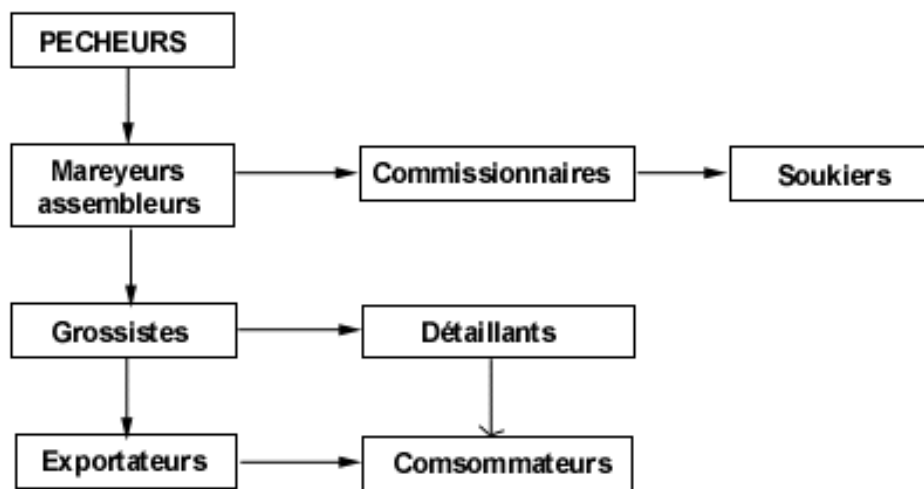 PECHEURS
Mareyeurs
assembleurs
Commissionnaires
Soukiers
Grossistes
Détaillants
Exportateurs
Comsommateurs